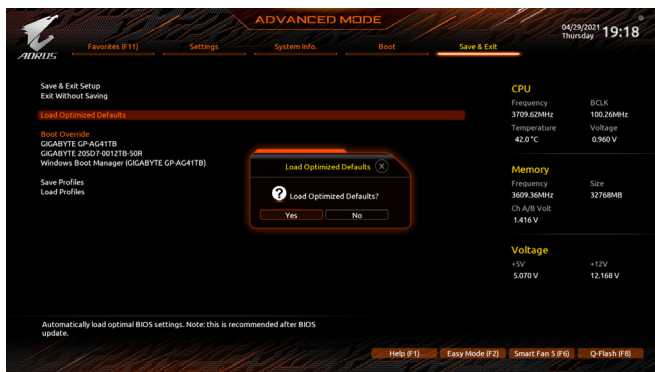 ADVANCED MODE
04/29/2021 Thursday 19:18
AORUS
Favorites (F11) Settings System Info. Boot Save & Exit
Save & Exit Setup
Exit Without Saving
Load Optimized Defaults
Boot Override
GIGABYTE GP-AG41TB
GIGABYTE 205D7-0012TB-50R
Windows Boot Manager (GIGABYTE GP-AG41TB)
Save Profiles
Load Profiles
Load Optimized Defaults
Load Optimized Defaults?
Yes No
CPU
Frequency BCLK
3709.62MHz 100.26MHz
Temperature Voltage
42.0 °C 0.960 V
Memory
Frequency Size
3609.36MHz 32768MB
Ch A/B Volt
1.416 V
Voltage
+5V +12V
5.070 V 12.168 V
Automatically load optimal BIOS settings. Note: this is recommended after BIOS
update.
Help (F1) Easy Mode (F2) Smart Fan 5 (F6) Q-Flash (F8)